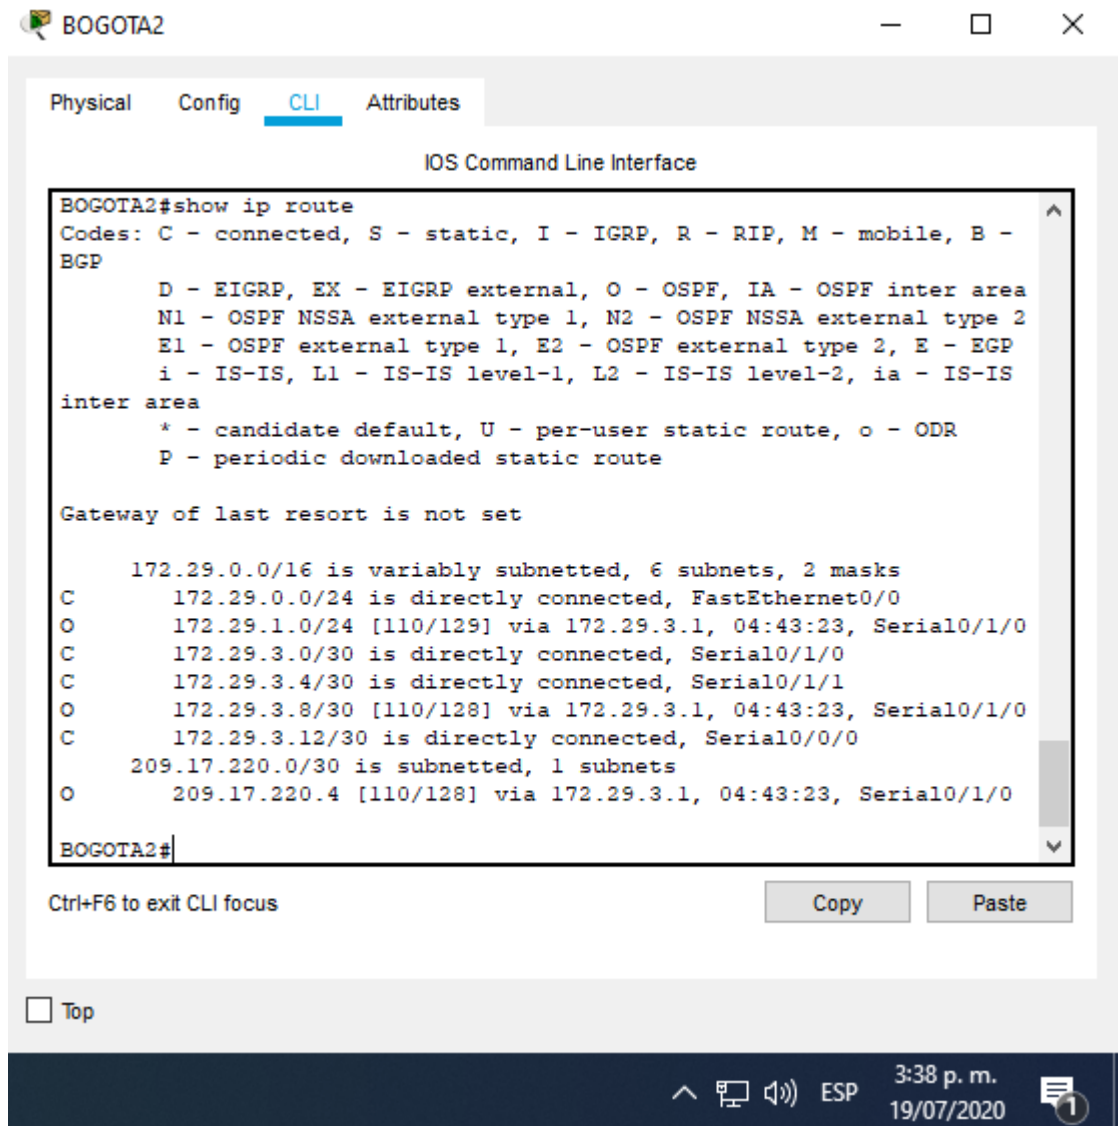 BOGOTA2
Physical Config CLI Attributes
IOS Command Line Interface
BOGOTA2#show ip route
Codes: C - connected, S - static, I - IGRP, R - RIP, M - mobile, B -
BGP
D - EIGRP, EX - EIGRP external, O - OSPF, IA - OSPF inter area
N1 - OSPF NSSA external type 1, N2 - OSPF NSSA external type 2
E1 - OSPF external type 1, E2 - OSPF external type 2, E - EGP
i - IS-IS, L1 - IS-IS level-1, L2 - IS-IS level-2, ia - IS-IS
inter area
* - candidate default, U - per-user static route, o - ODR
P - periodic downloaded static route
Gateway of last resort is not set
172.29.0.0/16 is variably subnetted, 6 subnets, 2 masks
C 172.29.0.0/24 is directly connected, FastEthernet0/0
O 172.29.1.0/24 [110/129] via 172.29.3.1, 04:43:23, Serial0/1/0
C 172.29.3.0/30 is directly connected, Serial0/1/0
C 172.29.3.4/30 is directly connected, Serial0/1/1
O 172.29.3.8/30 [110/128] via 172.29.3.1, 04:43:23, Serial0/1/0
C 172.29.3.12/30 is directly connected, Serial0/0/0
209.17.220.0/30 is subnetted, 1 subnets
O 209.17.220.4 [110/128] via 172.29.3.1, 04:43:23, Serial0/1/0
BOGOTA2#
Ctrl+F6 to exit CLI focus Copy Paste
Top
ESP 3:38 p. m.
19/07/2020 1